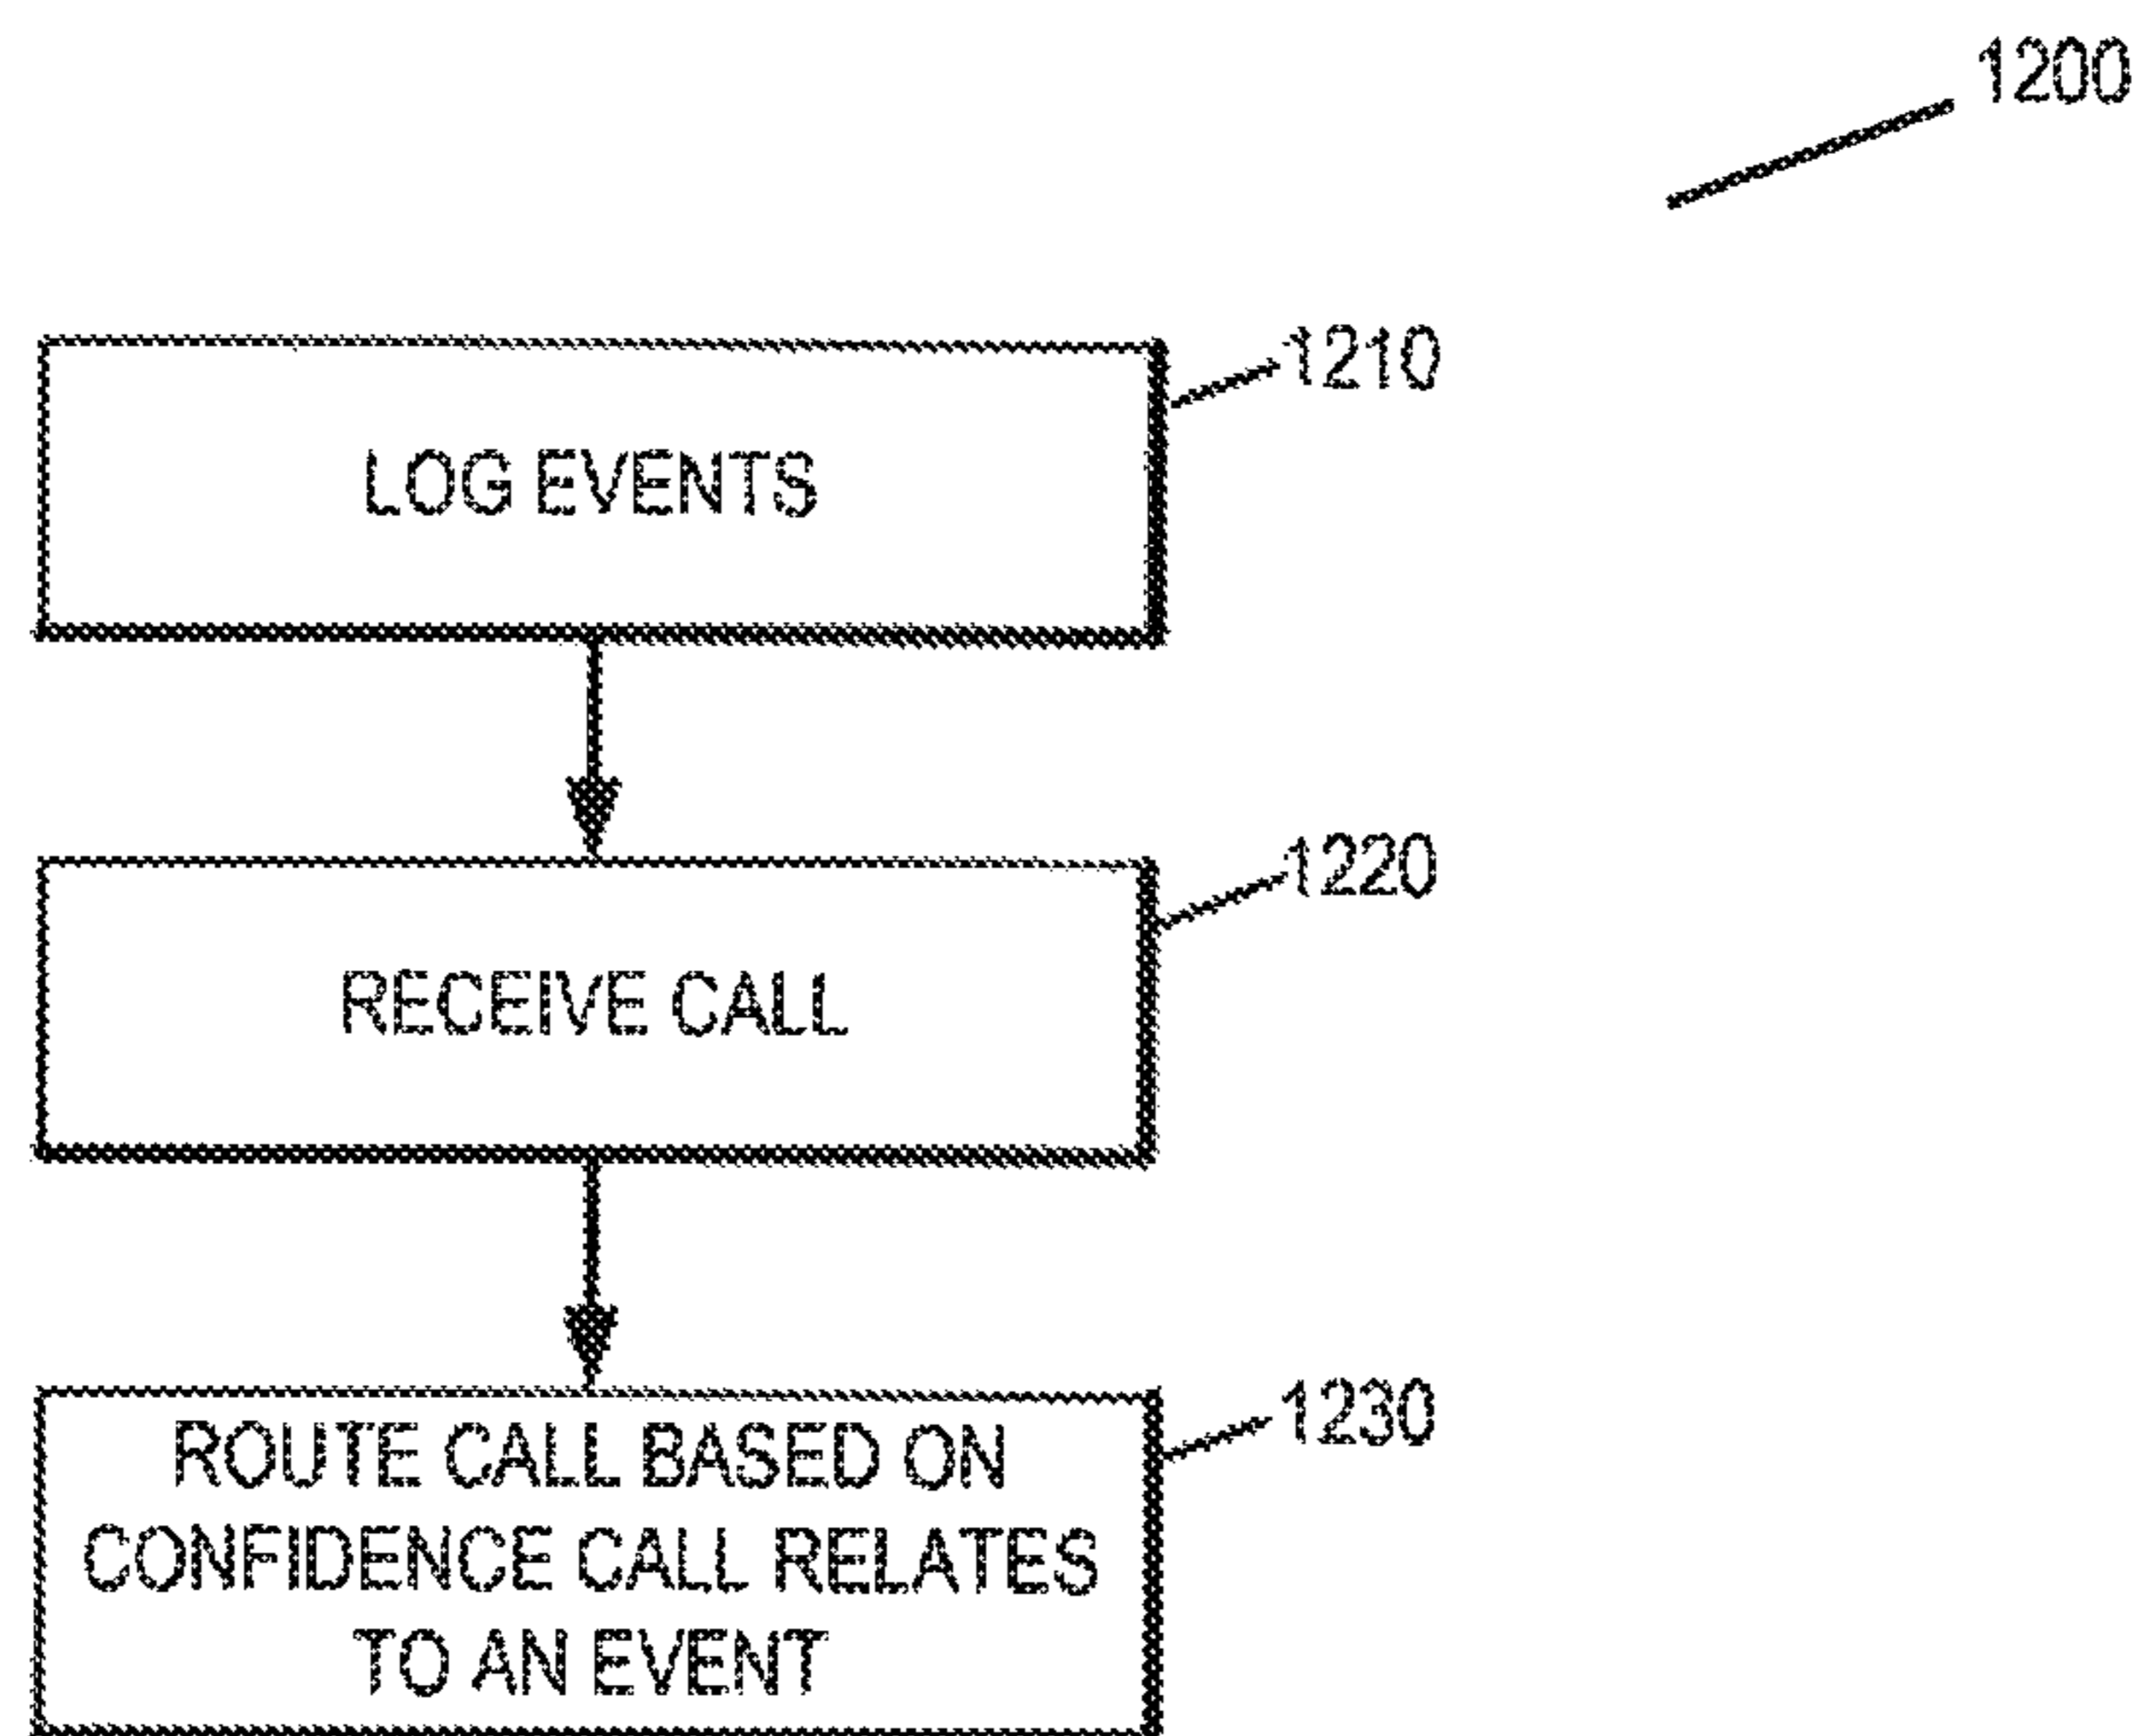 1200
1210
LOG EVENTS
1220
RECEIVE CALL
1230
ROUTE CALL BASED ON
CONFIDENCE CALL RELATES
TO AN EVENT